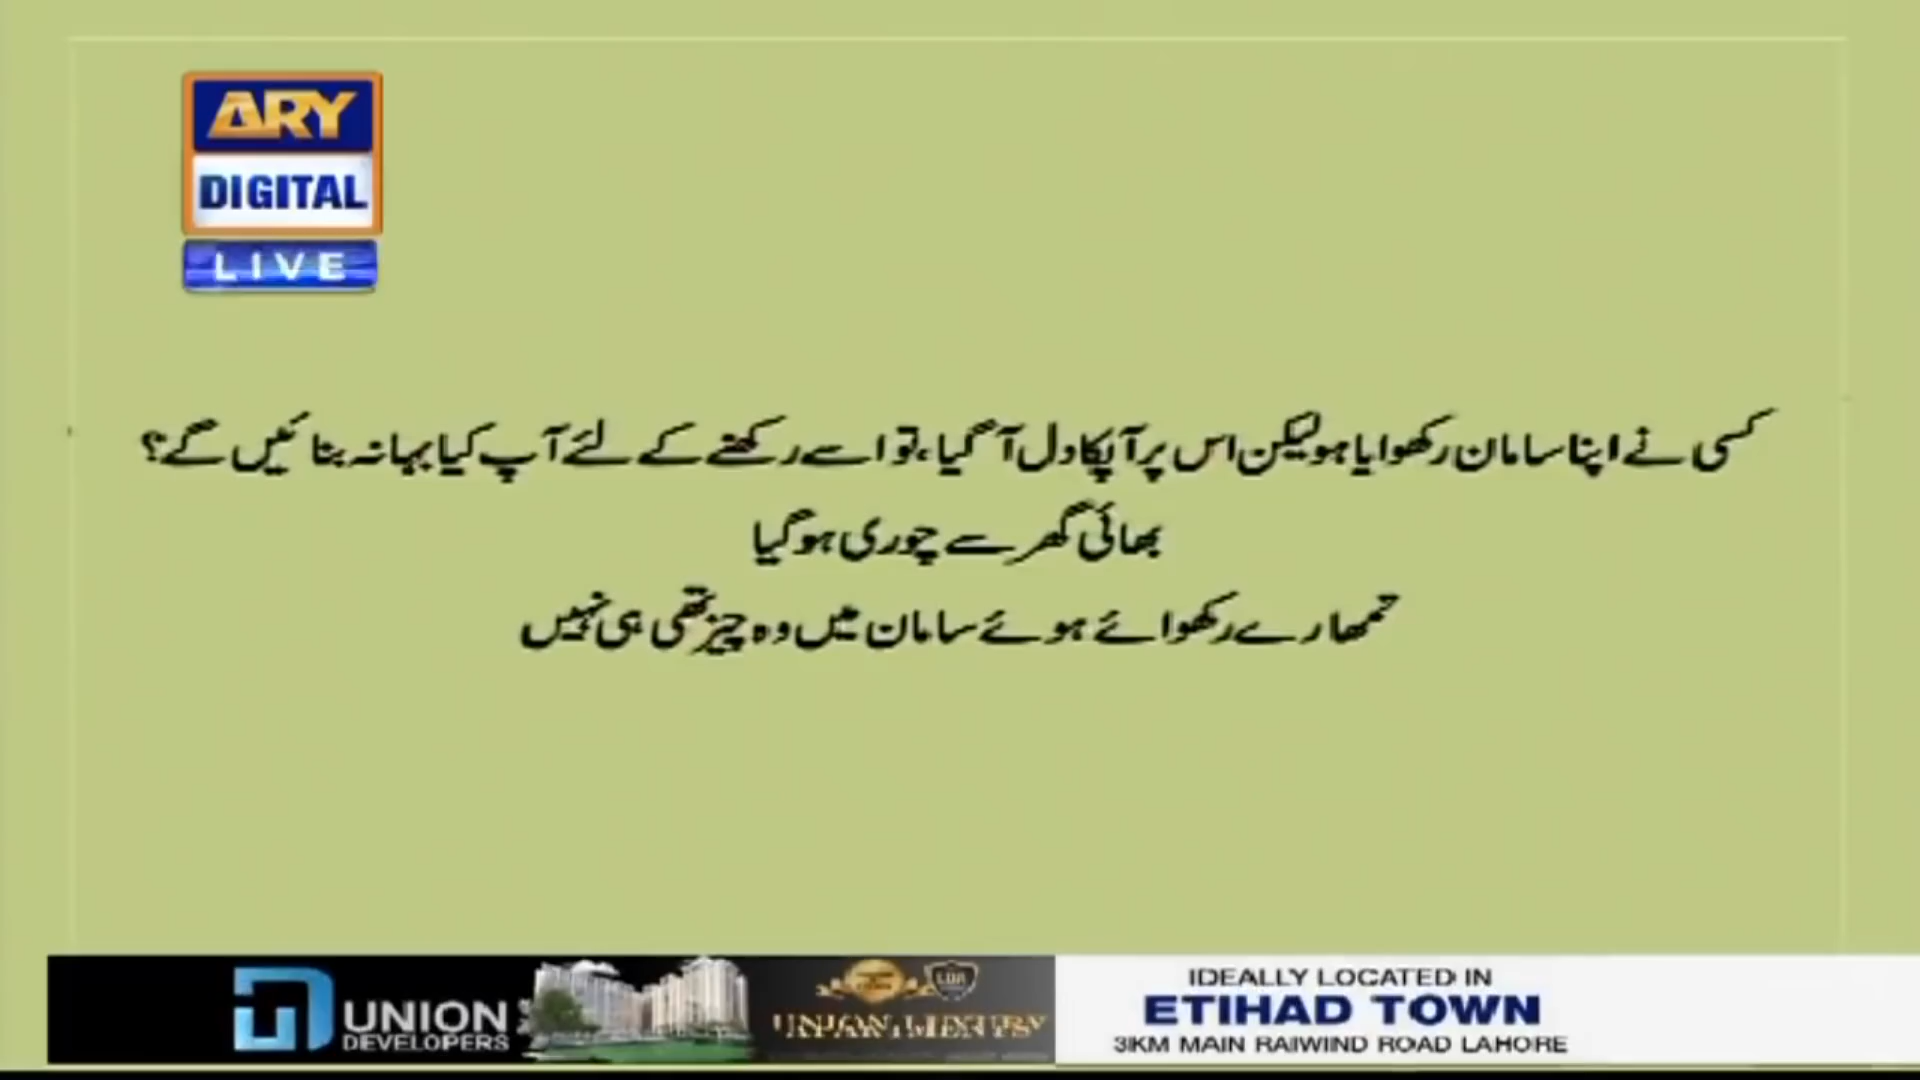 ARY
DIGITAL
LIVE
کسی نے اپنا سامان رکھوایا ہو لیکن اس پر آپکا دل آ گیا، تو اسے رکھنے کے لئے آپ کیا بہانہ بنائیں گے؟
بھائی گھر سے چوری ہو گیا
تمھارے رکھوائے ہوئے سامان میں وہ چیز تھی ہی نہیں
UNION
DEVELOPERS
LDA
IDEALLY LOCATED IN
ETIHAD TOWN
3KM MAIN RAIWIND ROAD LAHORE